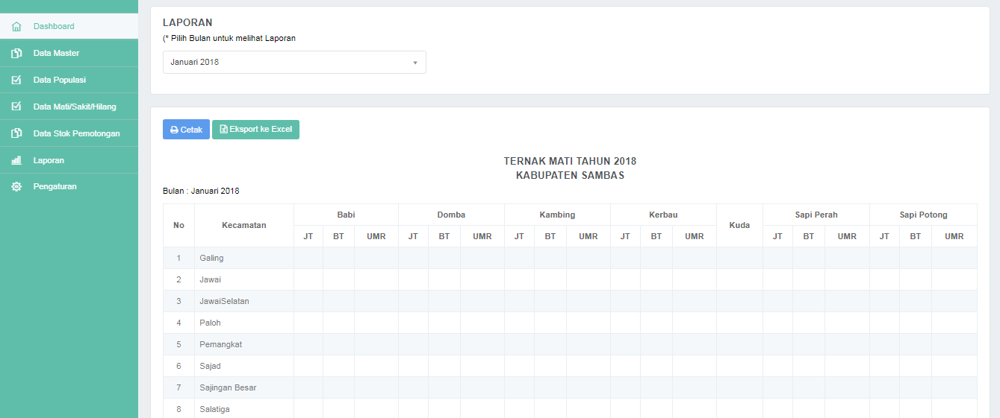 Dashboard
Data Master
Data Populasi
Data Mati/Sakit/Hilang
Data Stok Pemotongan
Laporan
Pengaturan
LAPORAN
(* Pilih Bulan untuk melihat Laporan
Januari 2018
Cetak Eksport ke Excel
TERNAK MATI TAHUN 2018
KABUPATEN SAMBAS
Bulan : Januari 2018
No Kecamatan Babi Domba Kambing Kerbau Kuda Sapi Perah Sapi Potong
JT BT UMR JT BT UMR JT BT UMR JT BT UMR JT BT UMR JT BT UMR
1 Galing
2 Jawai
3 JawaiSelatan
4 Paloh
5 Pemangkat
6 Sajad
7 Sajingan Besar
8 Salatiga